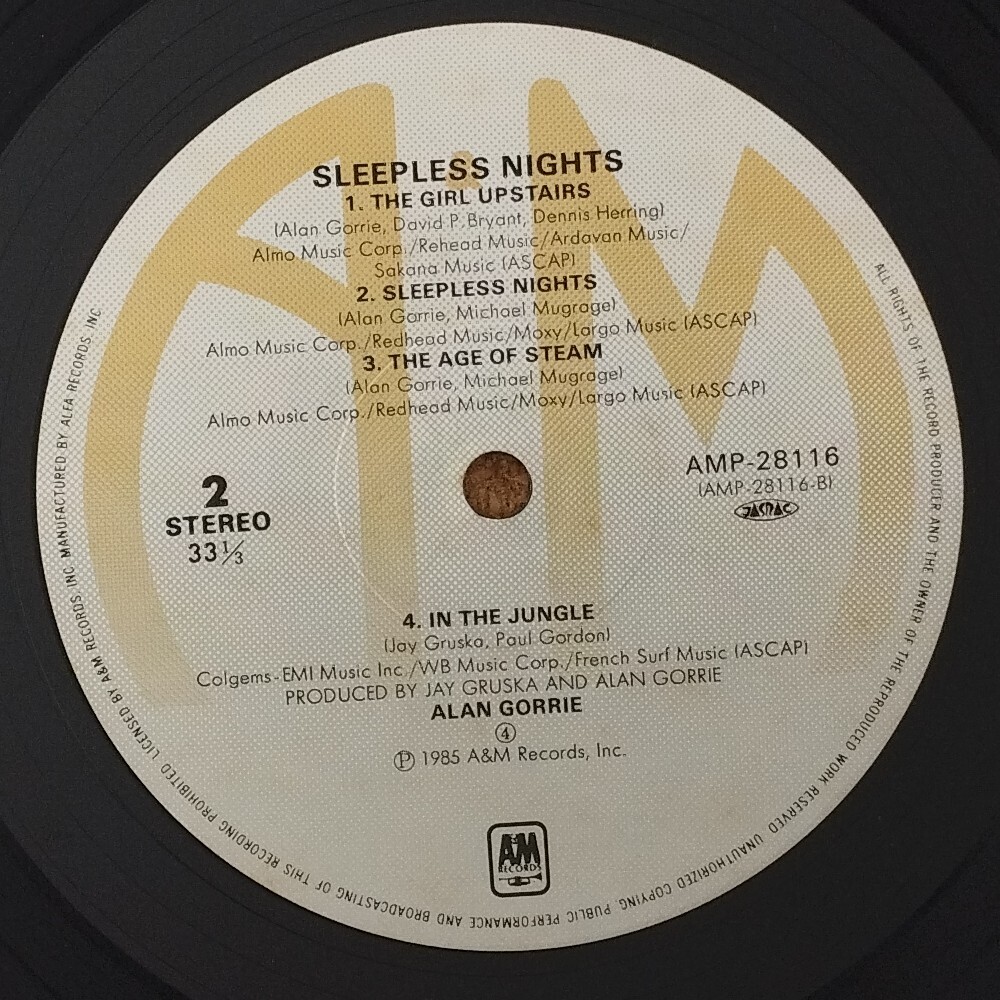 SLEEPLESS NIGHTS
1. THE GIRL UPSTAIRS
(Alan Gorrie, David P. Bryant, Dennis Herring)
Almo Music Corp./Rehead Music/Ardavan Music/
Sakana Music (ASCAP)
2. SLEEPLESS NIGHTS
(Alan Gorrie, Michael Mugrage)
Almo Music Corp./Redhead Music/Moxy/Largo Music (ASCAP)
3. THE AGE OF STEAM
(Alan Gorrie, Michael Mugrage)
Almo Music Corp./Redhead Music/Moxy/Largo Music (ASCAP)
2
STEREO
33 1/3
AMP-28116
(AMP-28116-B)
JASRAC
4. IN THE JUNGLE
(Jay Gruska, Paul Gordon)
Colgems-EMI Music Inc./WB Music Corp./French Surf Music (ASCAP)
PRODUCED BY JAY GRUSKA AND ALAN GORRIE
ALAN GORRIE
④
Ⓟ 1985 A&M Records, Inc.
A&M
RECORDS
ALL RIGHTS OF THE RECORD PRODUCER AND THE OWNER OF THE REPRODUCED WORK RESERVED. UNAUTHORIZED COPYING, PUBLIC PERFORMANCE AND BROADCASTING OF THIS RECORDING PROHIBITED. LICENSED BY A&M RECORDS, INC. MANUFACTURED BY ALFA RECORDS, INC.